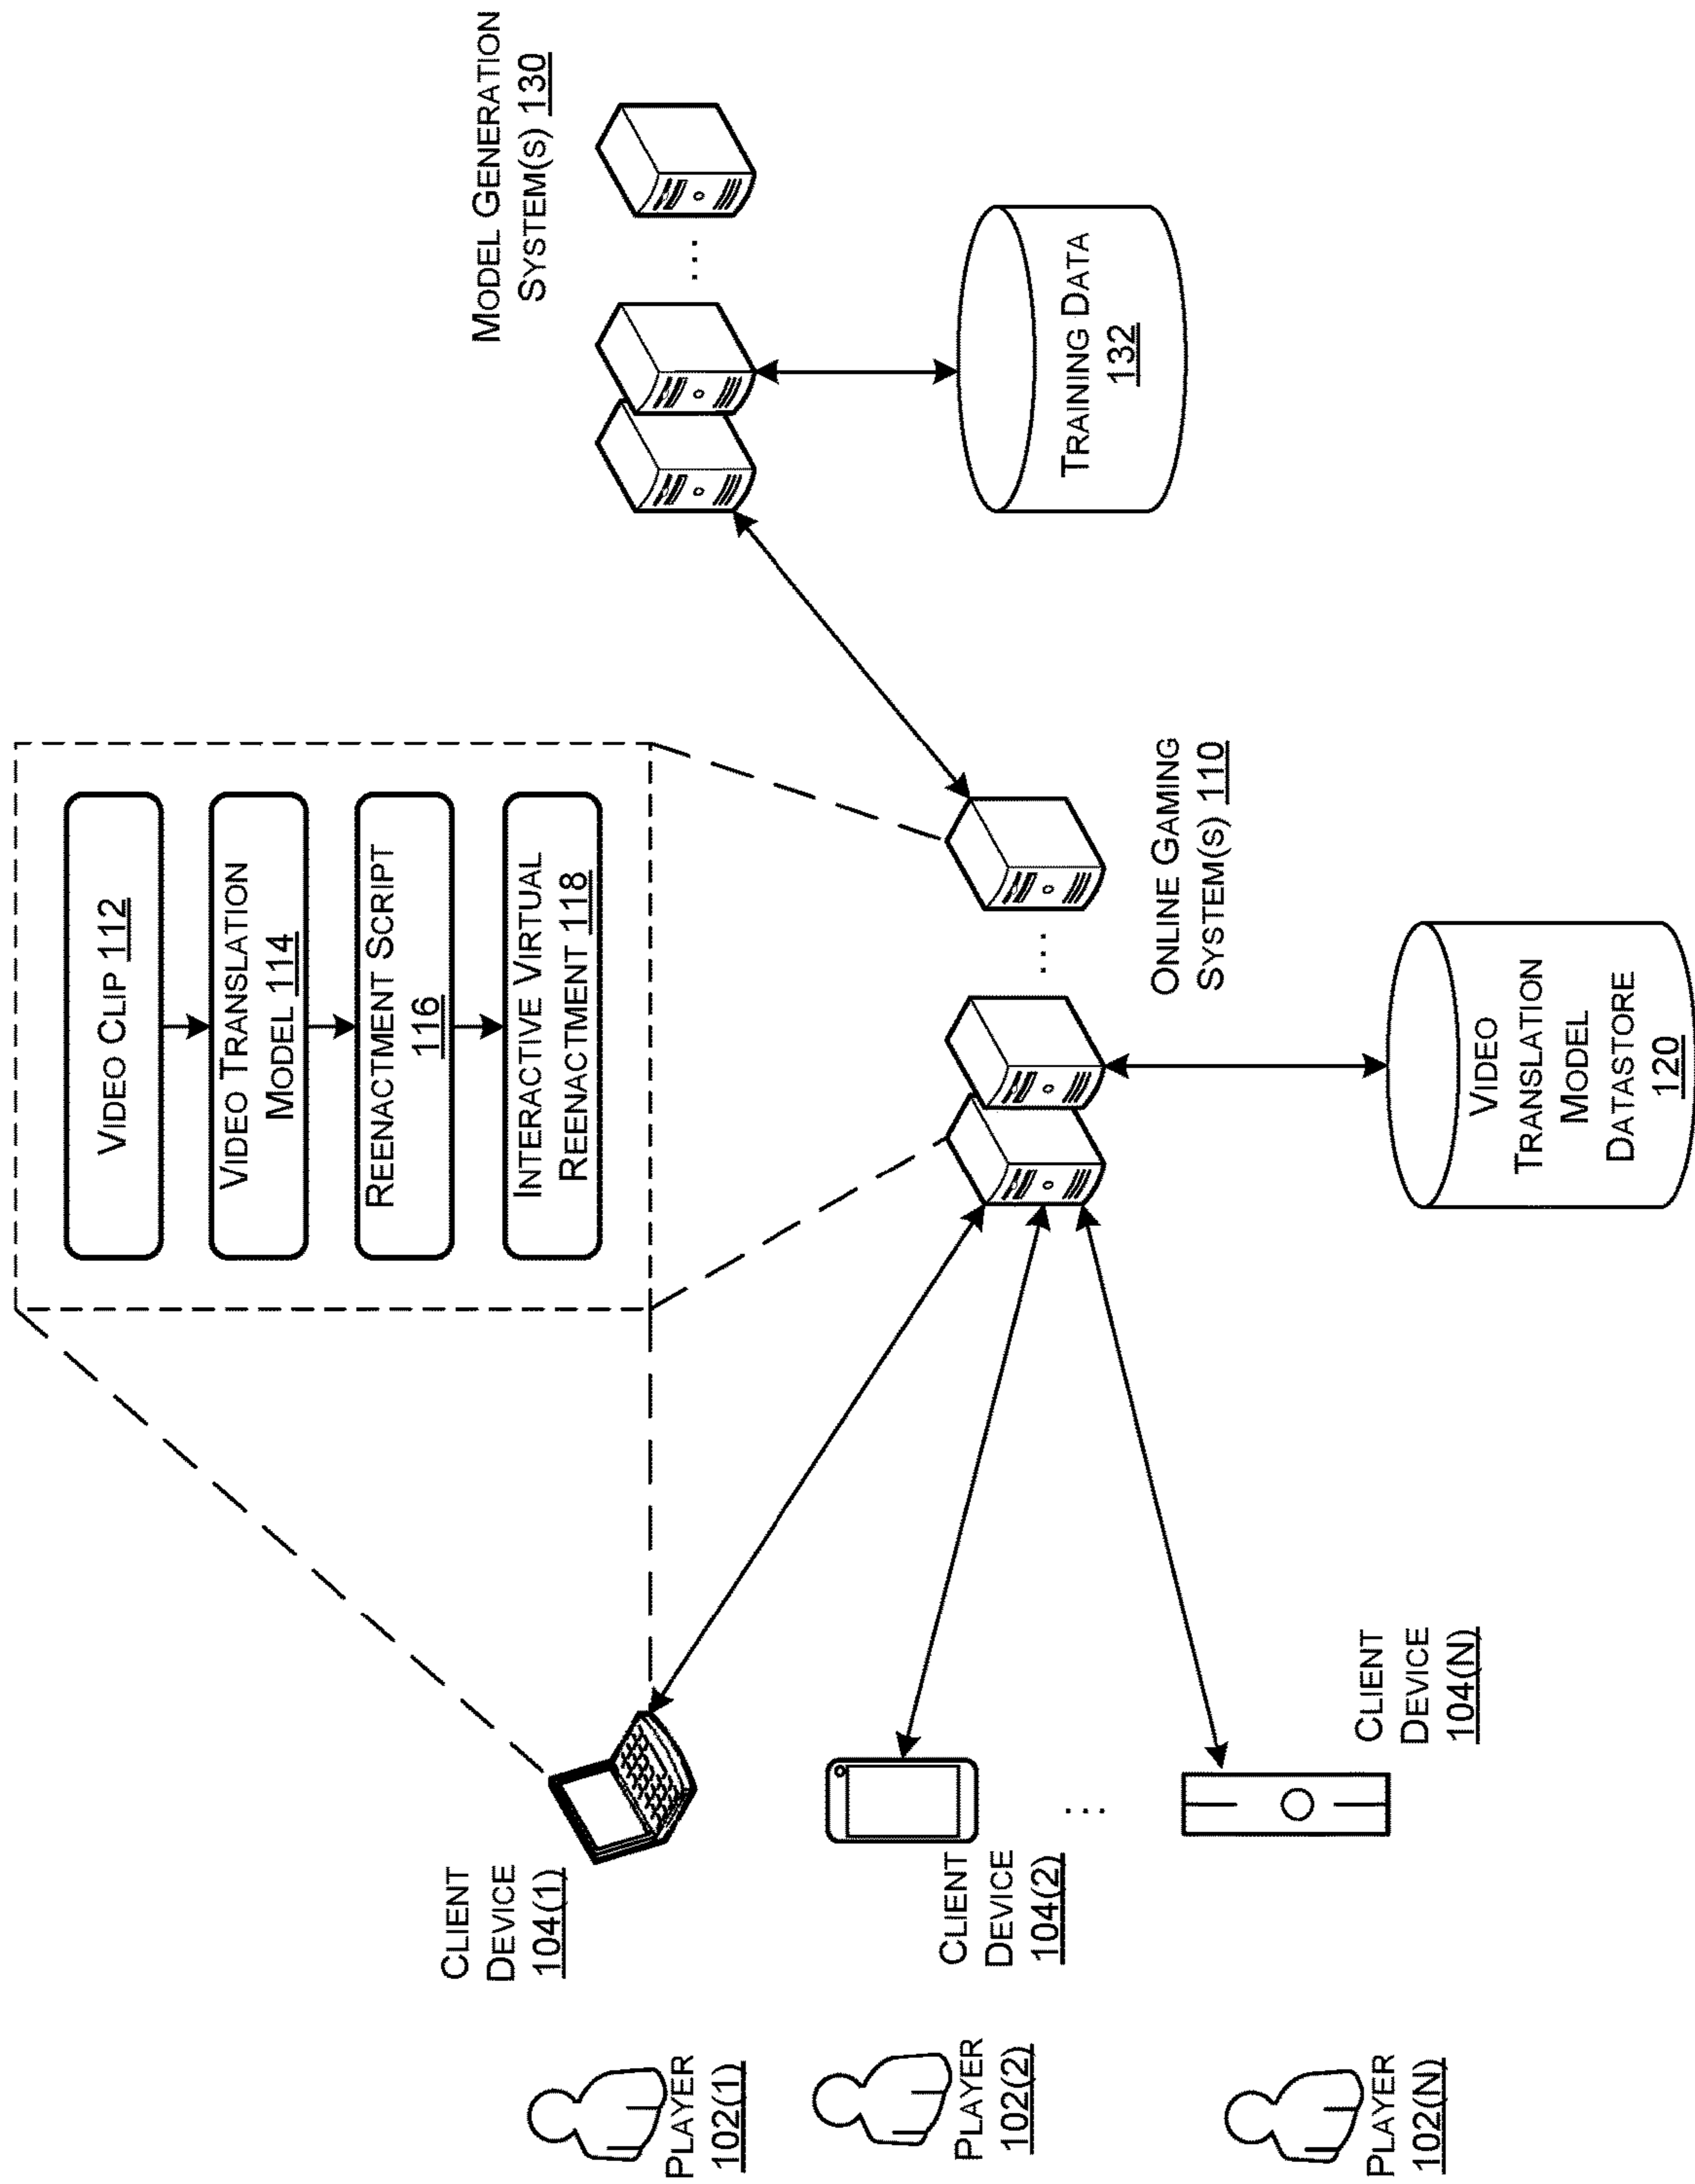 VIDEO CLIP 112
VIDEO TRANSLATION
MODEL 114
REENACTMENT SCRIPT
116
INTERACTIVE VIRTUAL
REENACTMENT 118
MODEL GENERATION
SYSTEM(S) 130
...
TRAINING DATA
132
CLIENT
DEVICE
104(1)
PLAYER
102(1)
CLIENT
DEVICE
104(2)
PLAYER
102(2)
...
CLIENT
DEVICE
104(N)
PLAYER
102(N)
...
ONLINE GAMING
SYSTEM(S) 110
VIDEO
TRANSLATION
MODEL
DATASTORE
120